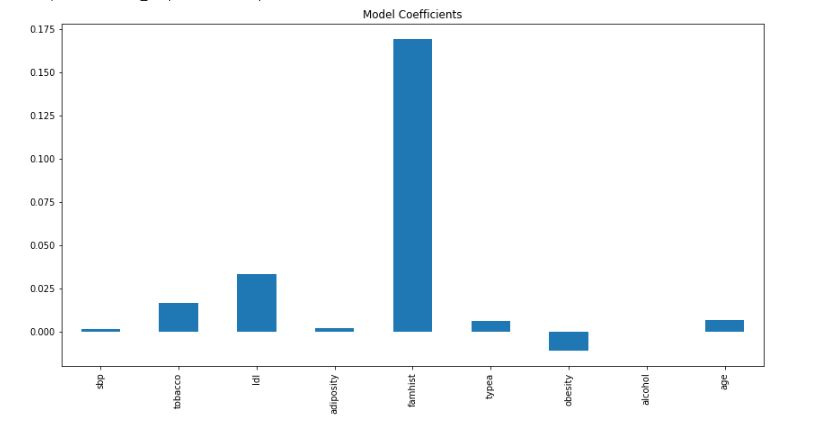 Model Coefficients
0.175
0.150
0.125
0.100
0.075
0.050
0.025
0.000
sbp
tobacco
ldl
adiposity
famhist
typea
obesity
alcohol
age